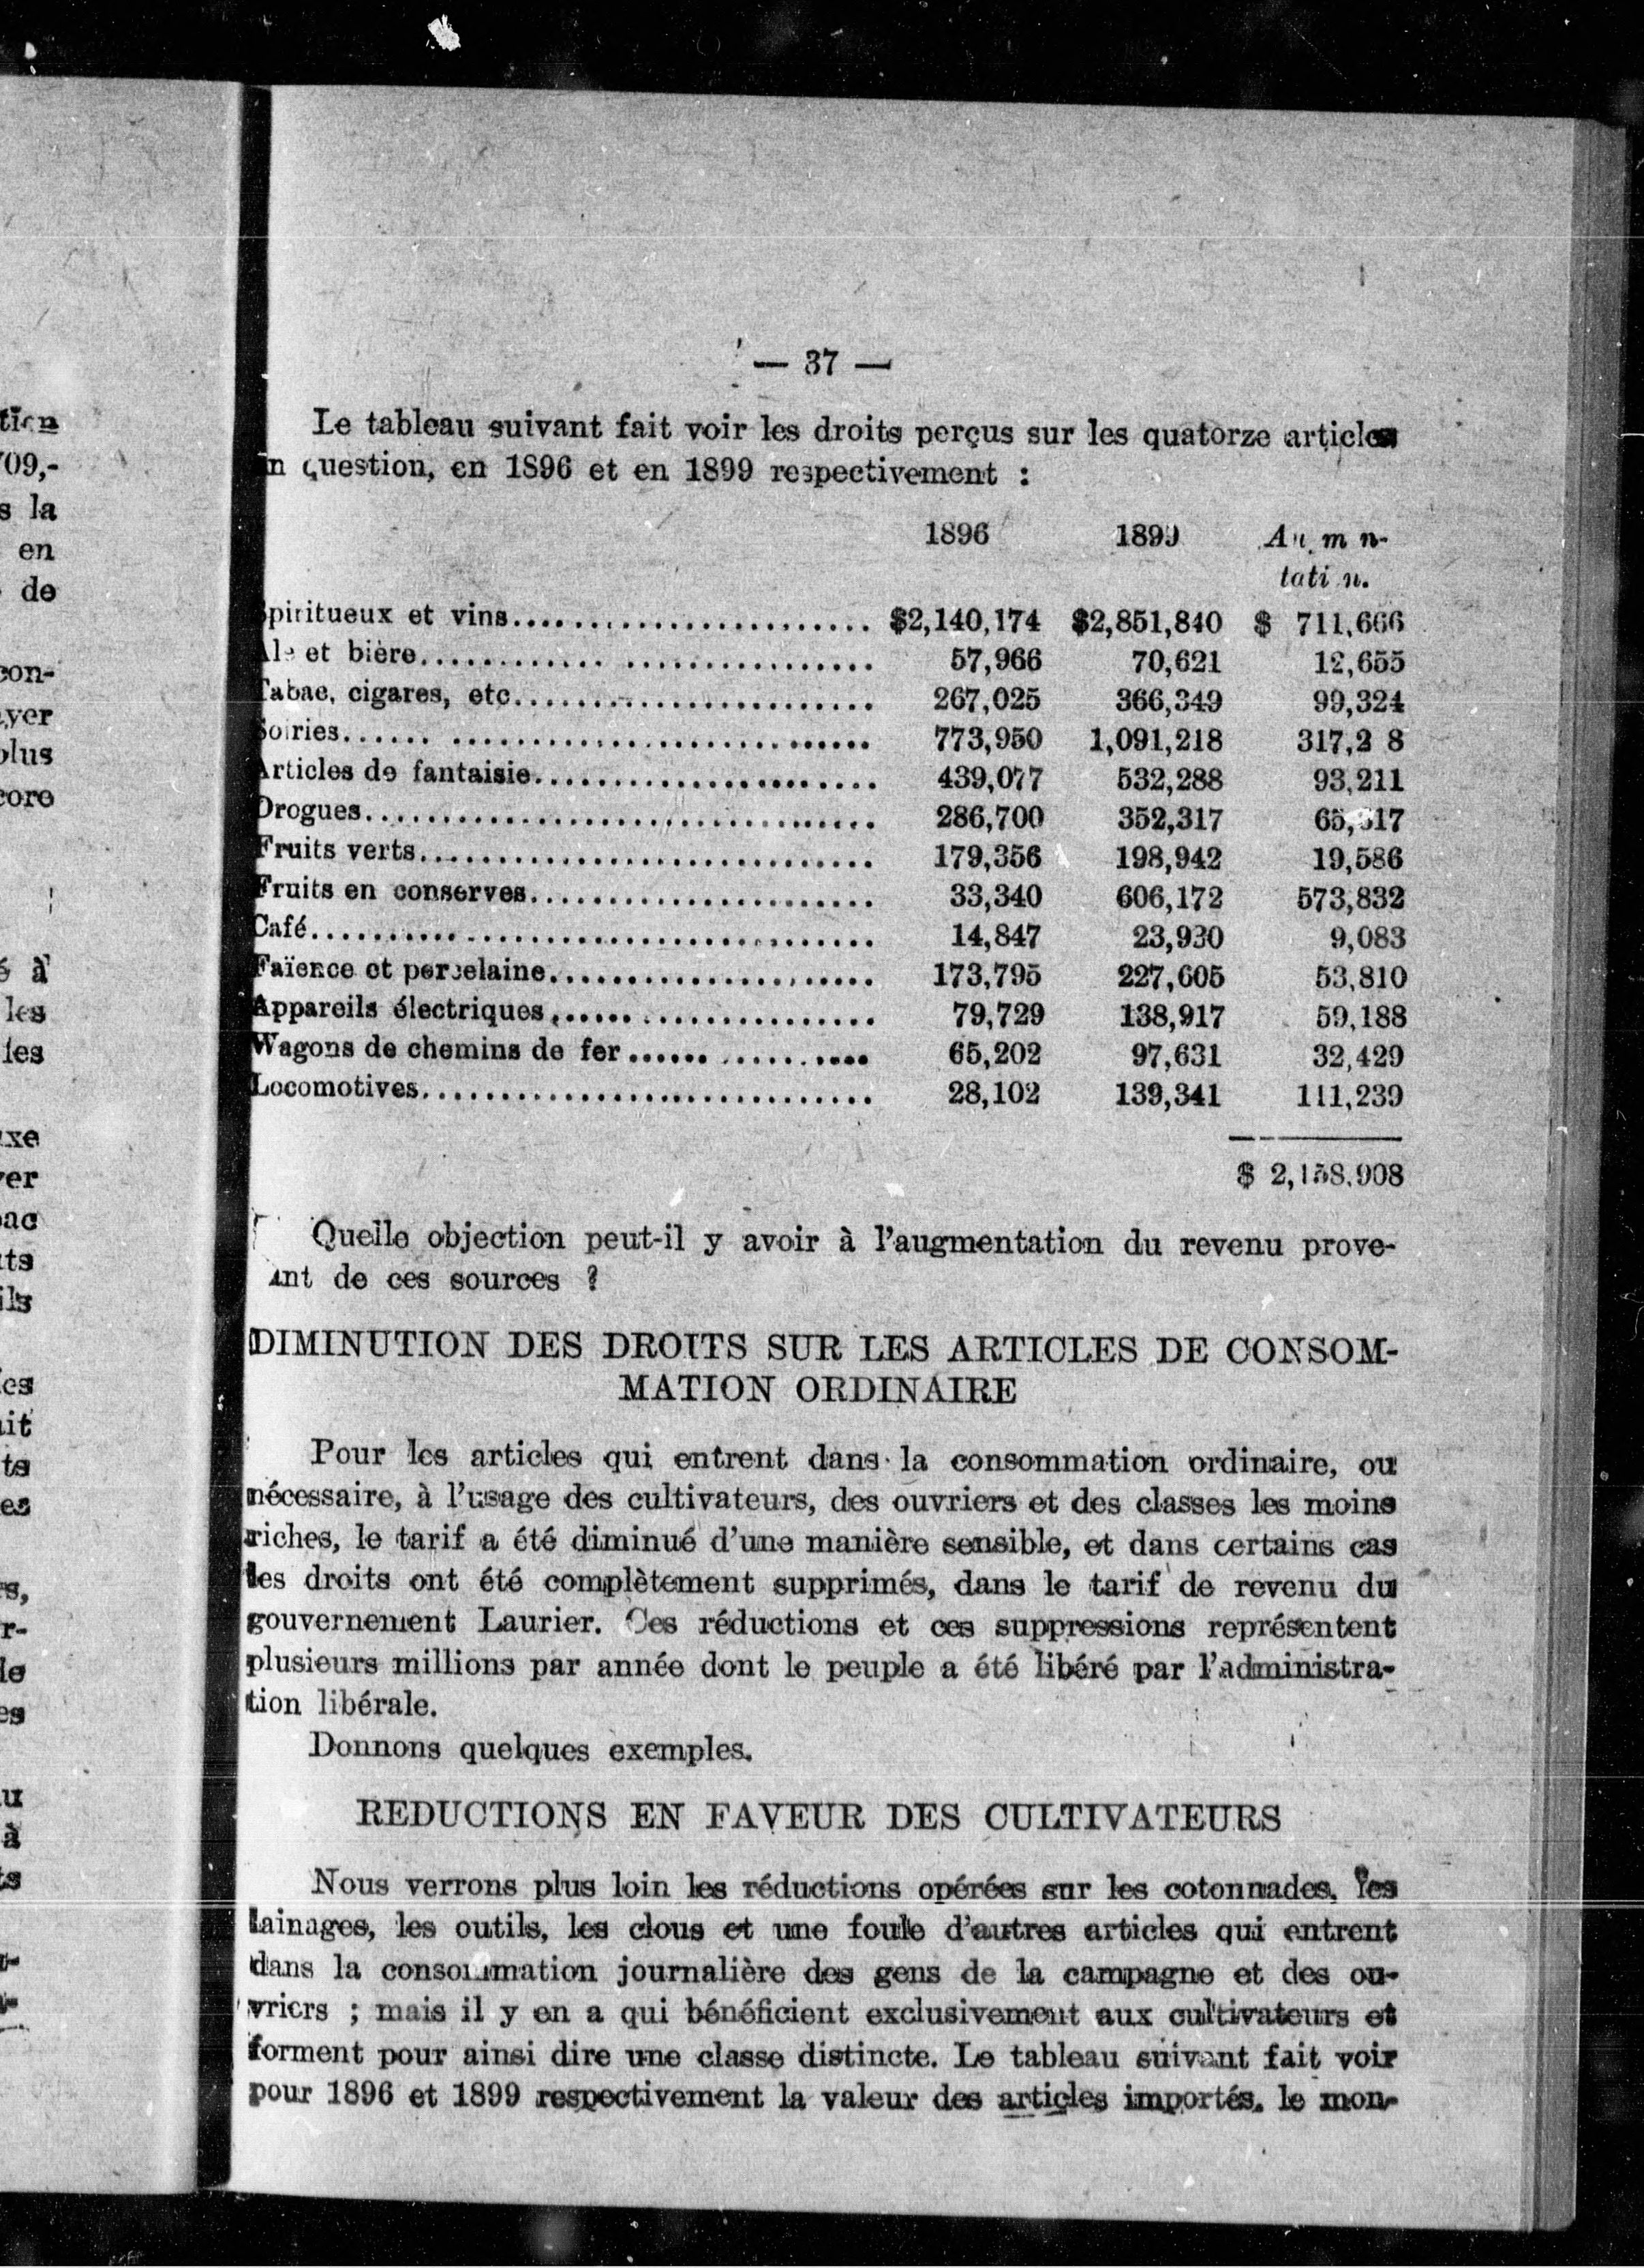 — 37 —
Le tableau suivant fait voir les droits perçus sur les quatorze articles
n question, en 1896 et en 1899 respectivement :
1896 1899 Au m n-
tati n.
Spiritueux et vins........................ $2,140,174 $2,851,840 $ 711,666
Ale et bière............................ 57,966 70,621 12,655
Tabac, cigares, etc........................ 267,025 366,349 99,324
Soiries................................ 773,950 1,091,218 317,2 8
Articles de fantaisie...................... 439,077 532,288 93,211
Drogues................................. 286,700 352,317 65,617
Fruits verts.............................. 179,356 198,942 19,586
Fruits en conserves....................... 33,340 606,172 573,832
Café.................................... 14,847 23,930 9,083
Faïence et porcelaine..................... 173,795 227,605 53,810
Appareils électriques..................... 79,729 138,917 59,188
Wagons de chemins de fer................ 65,202 97,631 32,429
Locomotives.............................. 28,102 139,341 111,239
$ 2,158,908
Quelle objection peut-il y avoir à l'augmentation du revenu prove-
ant de ces sources ?
DIMINUTION DES DROITS SUR LES ARTICLES DE CONSOM-
MATION ORDINAIRE
Pour les articles qui entrent dans la consommation ordinaire, ou
nécessaire, à l'usage des cultivateurs, des ouvriers et des classes les moins
riches, le tarif a été diminué d'une manière sensible, et dans certains cas
les droits ont été complètement supprimés, dans le tarif de revenu du
gouvernement Laurier. Ces réductions et ces suppressions représentent
plusieurs millions par année dont le peuple a été libéré par l'administra-
tion libérale.
Donnons quelques exemples.
REDUCTIONS EN FAVEUR DES CULTIVATEURS
Nous verrons plus loin les réductions opérées sur les cotonnades, les
lainages, les outils, les clous et une foule d'autres articles qui entrent
dans la consommation journalière des gens de la campagne et des ou-
vriers ; mais il y en a qui bénéficient exclusivement aux cultivateurs et
forment pour ainsi dire une classe distincte. Le tableau suivant fait voir
pour 1896 et 1899 respectivement la valeur des articles importés, le mon-